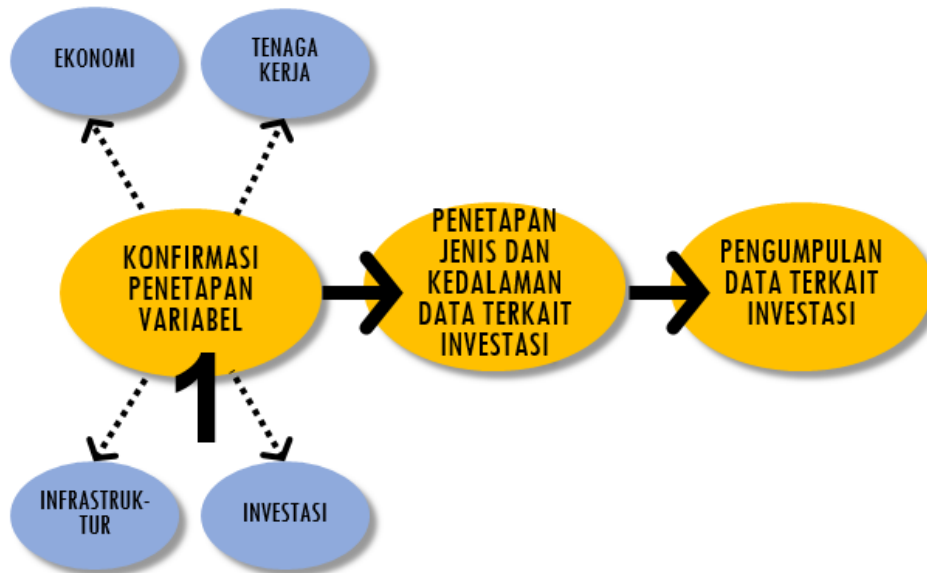 EKONOMI
TENAGA
KERJA
KONFIRMASI
PENETAPAN
VARIABEL
1
PENETAPAN
JENIS DAN
KEDALAMAN
DATA TERKAIT
INVESTASI
PENGUMPULAN
DATA TERKAIT
INVESTASI
INFRASTRUK-
TUR
INVESTASI